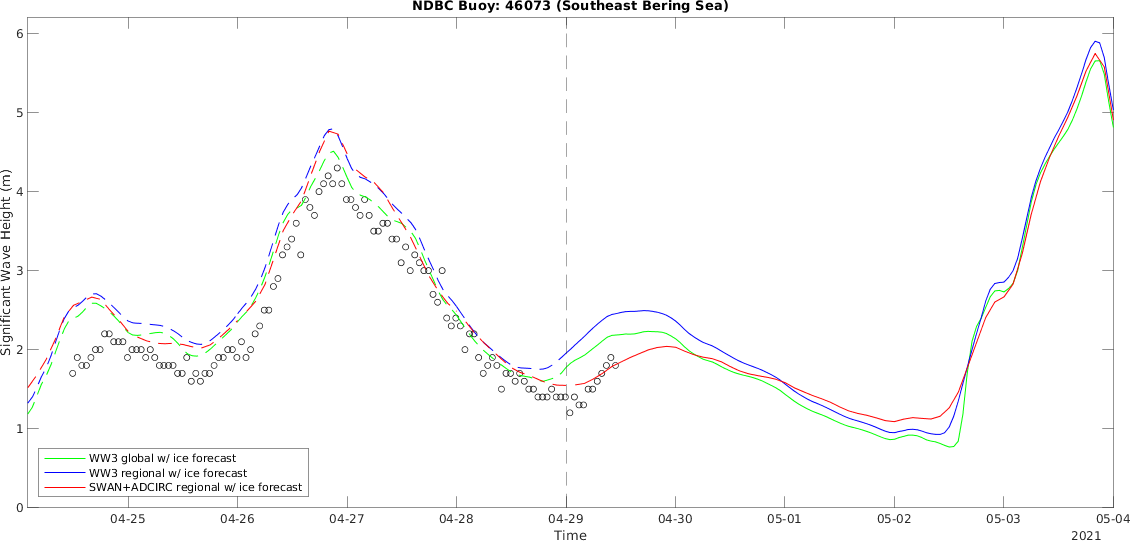 NDBC Buoy: 46073 (Southeast Bering Sea)
6
5
4
3
2
1
0
Significant Wave Height (m)
WW3 global w/ ice forecast
WW3 regional w/ ice forecast
SWAN+ADCIRC regional w/ ice forecast
04-25 04-26 04-27 04-28 04-29 04-30 05-01 05-02 05-03 05-04
Time
2021